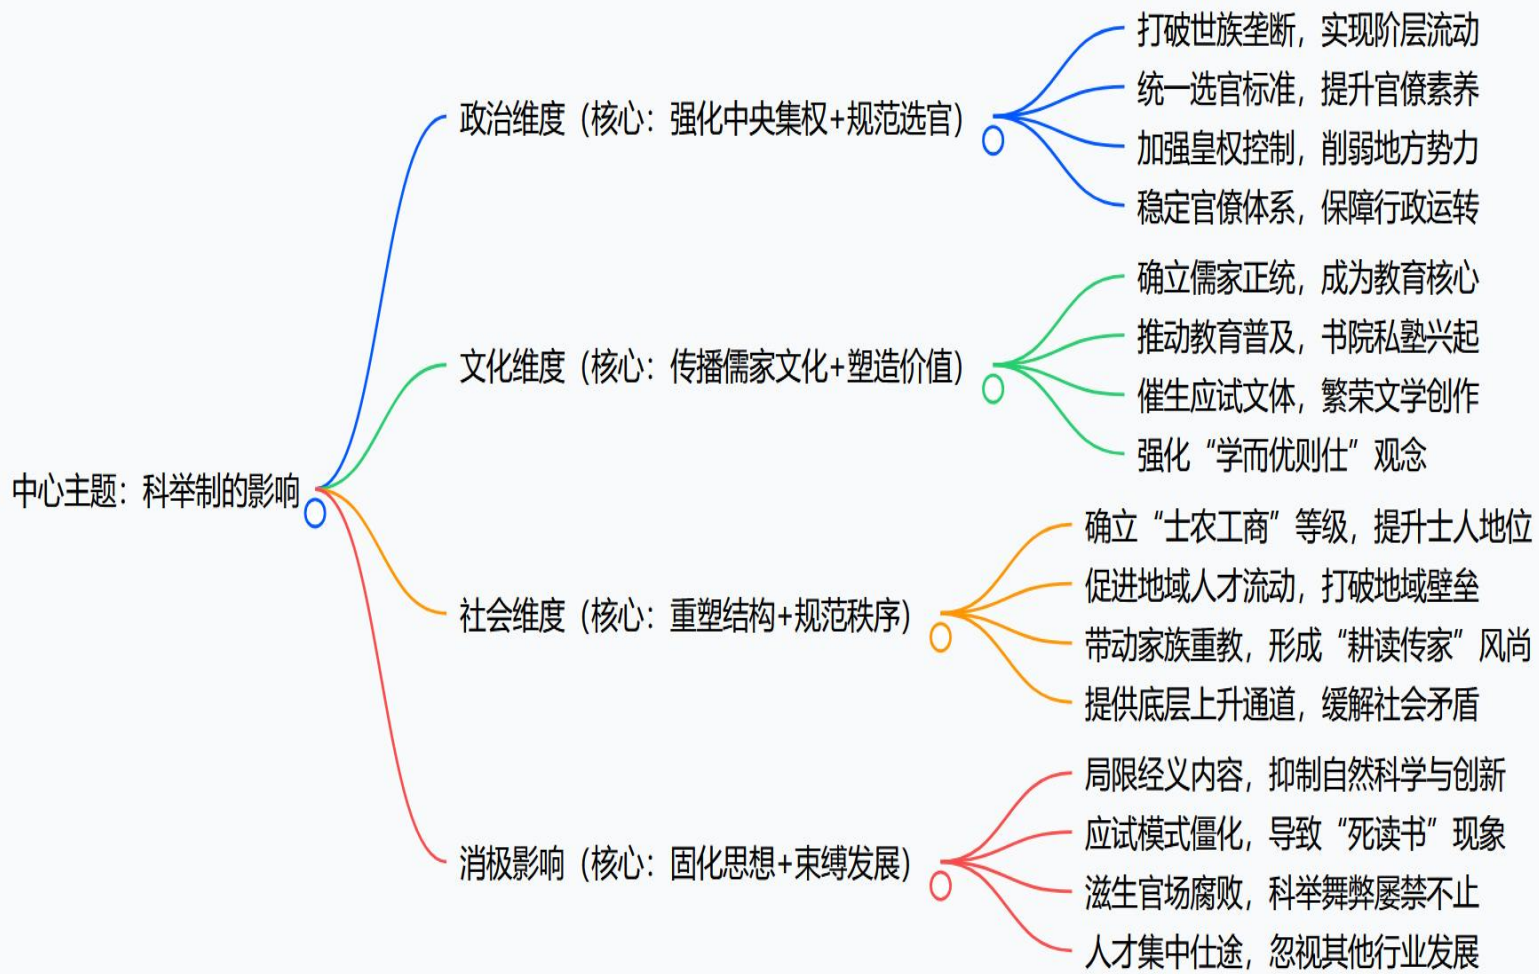 中心主题：科举制的影响
政治维度（核心：强化中央集权+规范选官）
打破世族垄断，实现阶层流动
统一选官标准，提升官僚素养
加强皇权控制，削弱地方势力
稳定官僚体系，保障行政运转
文化维度（核心：传播儒家文化+塑造价值）
确立儒家正统，成为教育核心
推动教育普及，书院私塾兴起
催生应试文体，繁荣文学创作
强化“学而优则仕”观念
社会维度（核心：重塑结构+规范秩序）
确立“士农工商”等级，提升士人地位
促进地域人才流动，打破地域壁垒
带动家族重教，形成“耕读传家”风尚
提供底层上升通道，缓解社会矛盾
消极影响（核心：固化思想+束缚发展）
局限经义内容，抑制自然科学与创新
应试模式僵化，导致“死读书”现象
滋生官场腐败，科举舞弊屡禁不止
人才集中仕途，忽视其他行业发展